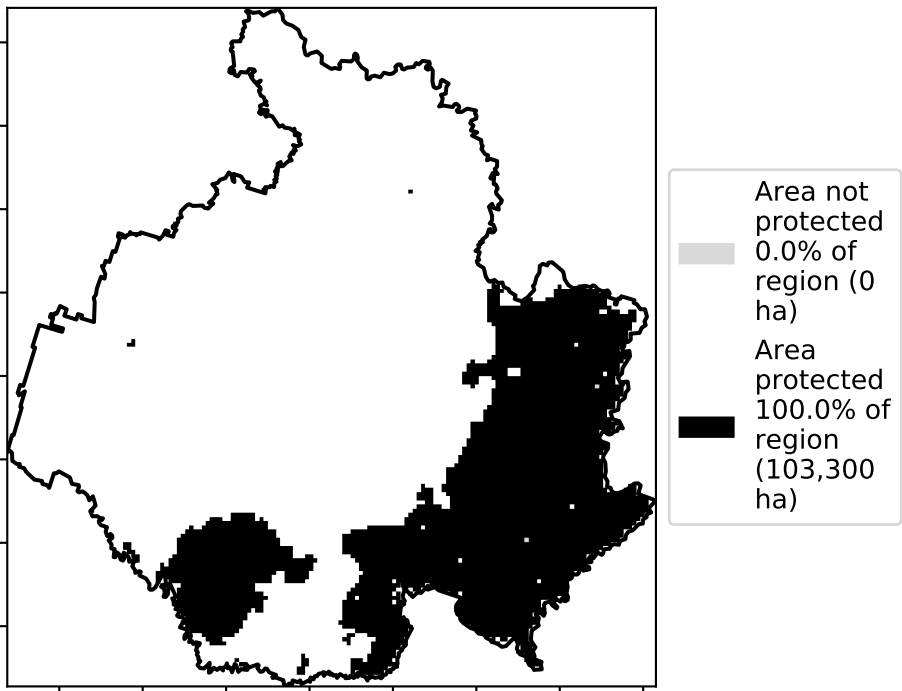 Area not
protected
0.0% of
region (0
ha)
Area
protected
100.0% of
region
(103,300
ha)